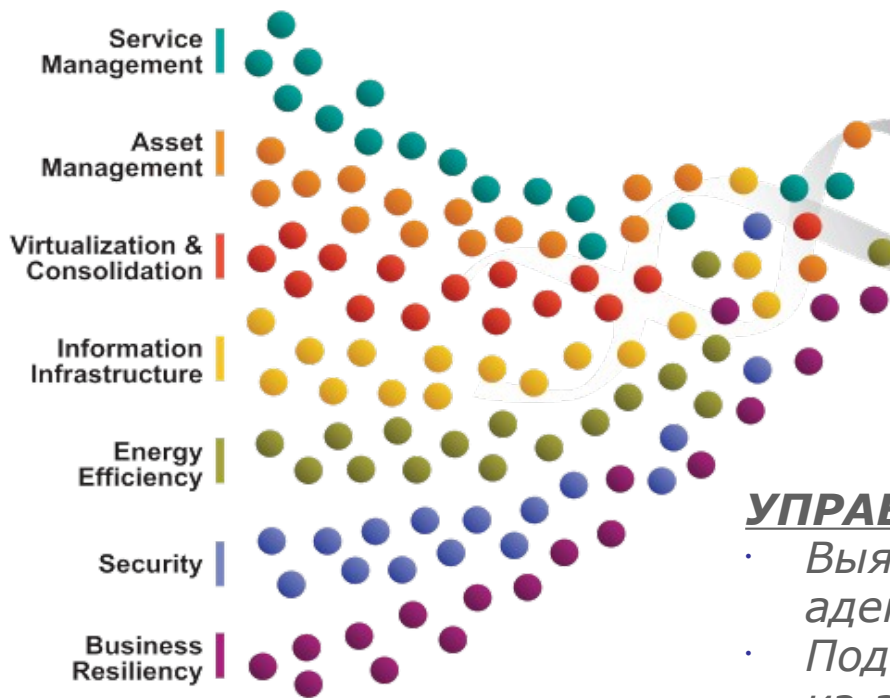 Service
Management
Asset
Management
Virtualization &
Consolidation
Information
Infrastructure
Energy
Efficiency
Security
Business
Resiliency